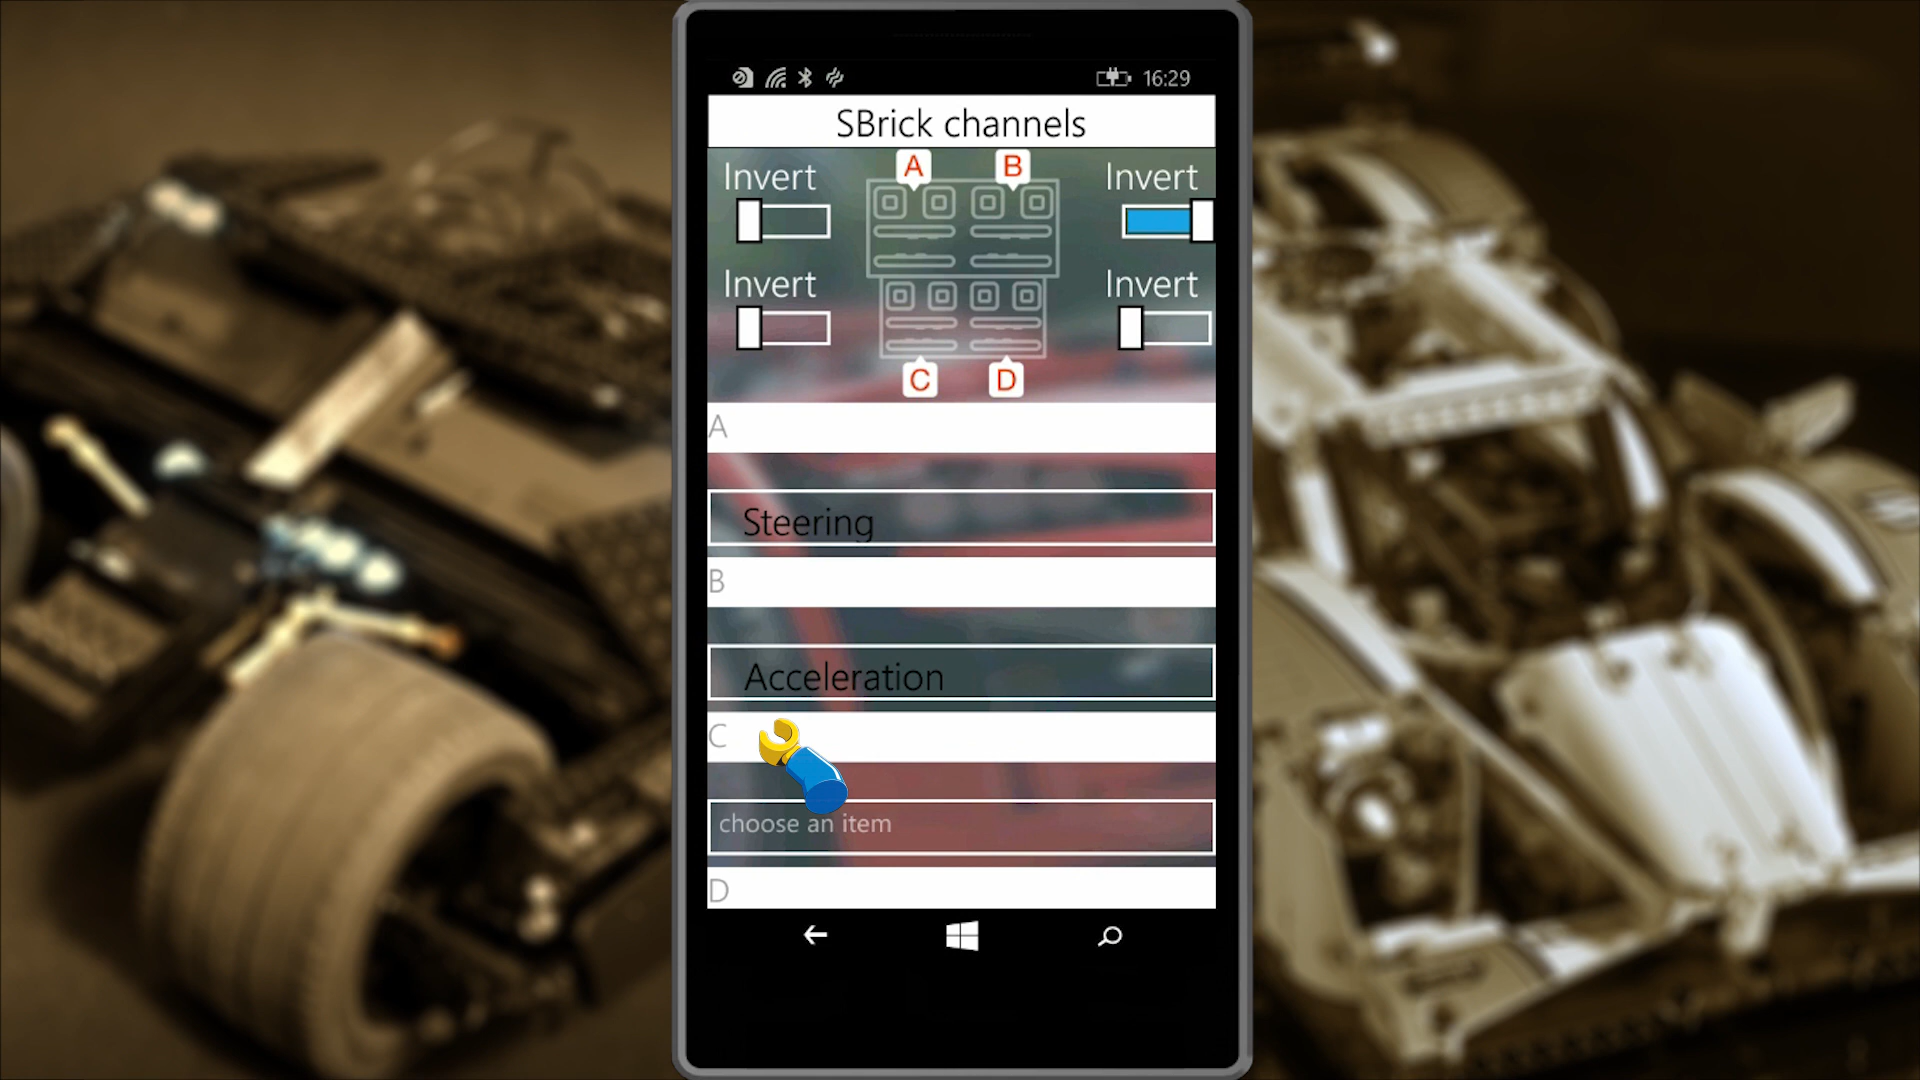 16:29
SBrick channels
Invert A B Invert
Invert Invert
C D
A
Steering
B
Acceleration
C
choose an item
D